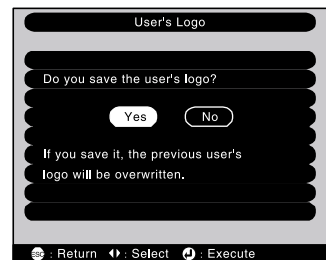 User's Logo
Do you save the user's logo?
Yes No
If you save it, the previous user's
logo will be overwritten.
ESC : Return : Select : Execute